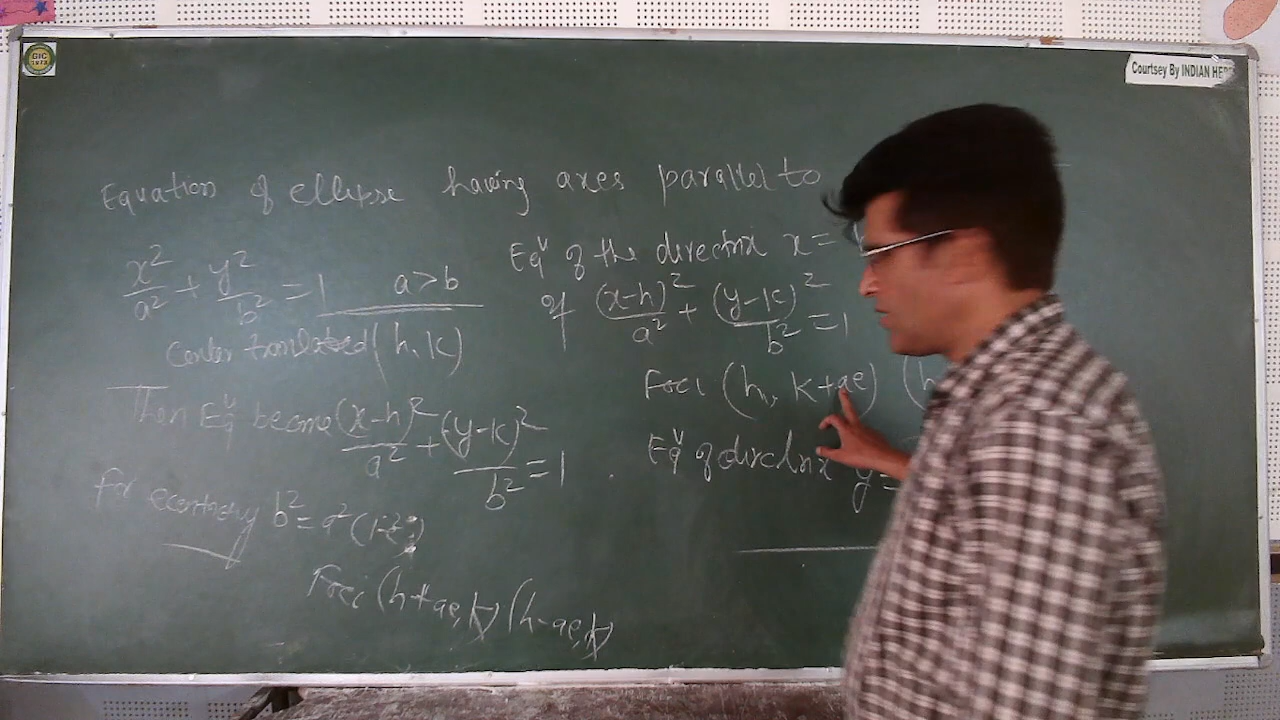 GIC
1973
Courtsey By INDIAN HE
Equation of ellipse having axes parallel to
x²/a² + y²/b² = 1 a>b
Center translated (h, k)
Then Eqⁿ become (x-h)²/a² + (y-k)²/b² = 1
For b² = a²(1-e²)
Foci (h+ae, k) (h-ae, k)
Eqⁿ of the directrix x =
of (x-h)²/a² + (y-k)²/b² = 1
Foci (h, k+ae) (h
Eqⁿ of directrix y =